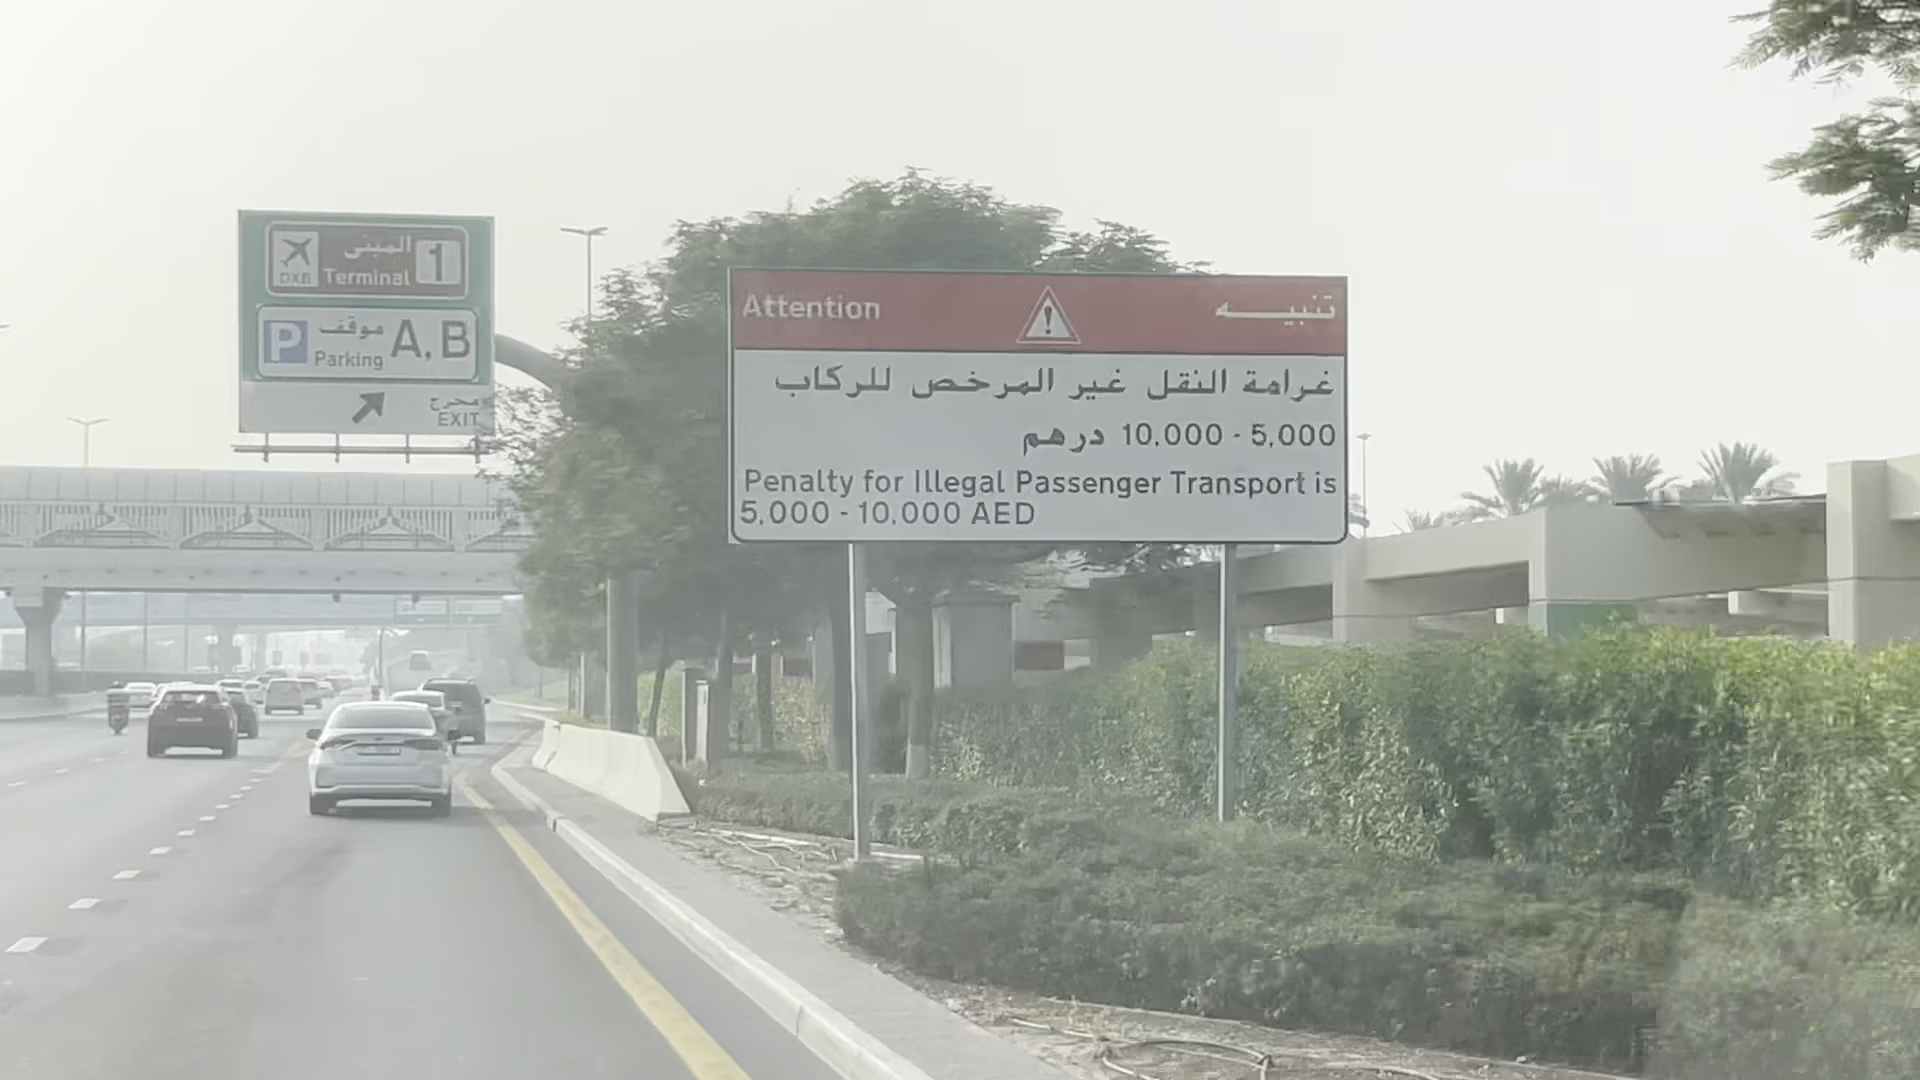 DXB
المبنى
Terminal
1
P
موقف
Parking
A, B
مخرج
EXIT
Attention
تنبيه
غرامة النقل غير المرخص للركاب
5,000 - 10,000 درهم
Penalty for Illegal Passenger Transport is
5,000 - 10,000 AED